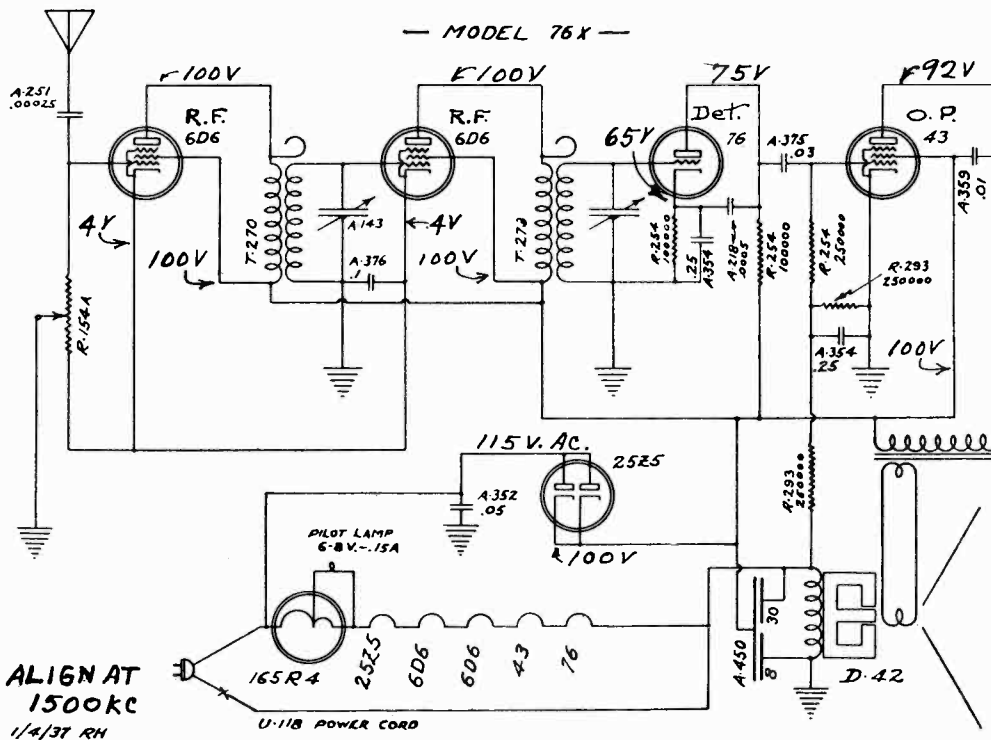 — MODEL 76X —
A·251
.00025
100V
R.F.
6D6
100V
R.F.
6D6
75V
Det.
76
65V
A·375
.03
92V
O.P.
43
A·359
.01
4V
100V
T·270
A·143
A·376
.1
.4V
100V
T·272
R·254
100000
.25
A·354
A·218
.0005
R·254
100000
R·254
250000
R·293
250000
A·354
.25
100V
R·154A
115 V. AC.
25Z5
A·352
.05
100V
R·293
250000
PILOT LAMP
6-8 V.~.15A
165R4
25Z5
6D6
6D6
43
76
A·450
30
8
D·42
U·118 POWER CORD
ALIGN AT
1500KC
1/4/37 RH